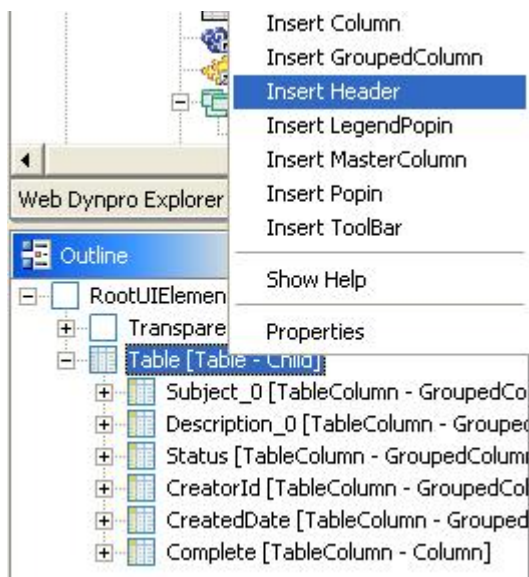 Insert Column
Insert GroupedColumn
Insert Header
Insert LegendPopin
Insert MasterColumn
Insert Popin
Insert ToolBar
Show Help
Properties
Web Dynpro Explorer
Outline
RootUIElemen
Transpare
Table [Table - Child]
Subject_0 [TableColumn - GroupedCo
Description_0 [TableColumn - Grouped
Status [TableColumn - GroupedColum
CreatorId [TableColumn - GroupedCol
CreatedDate [TableColumn - Grouped
Complete [TableColumn - Column]